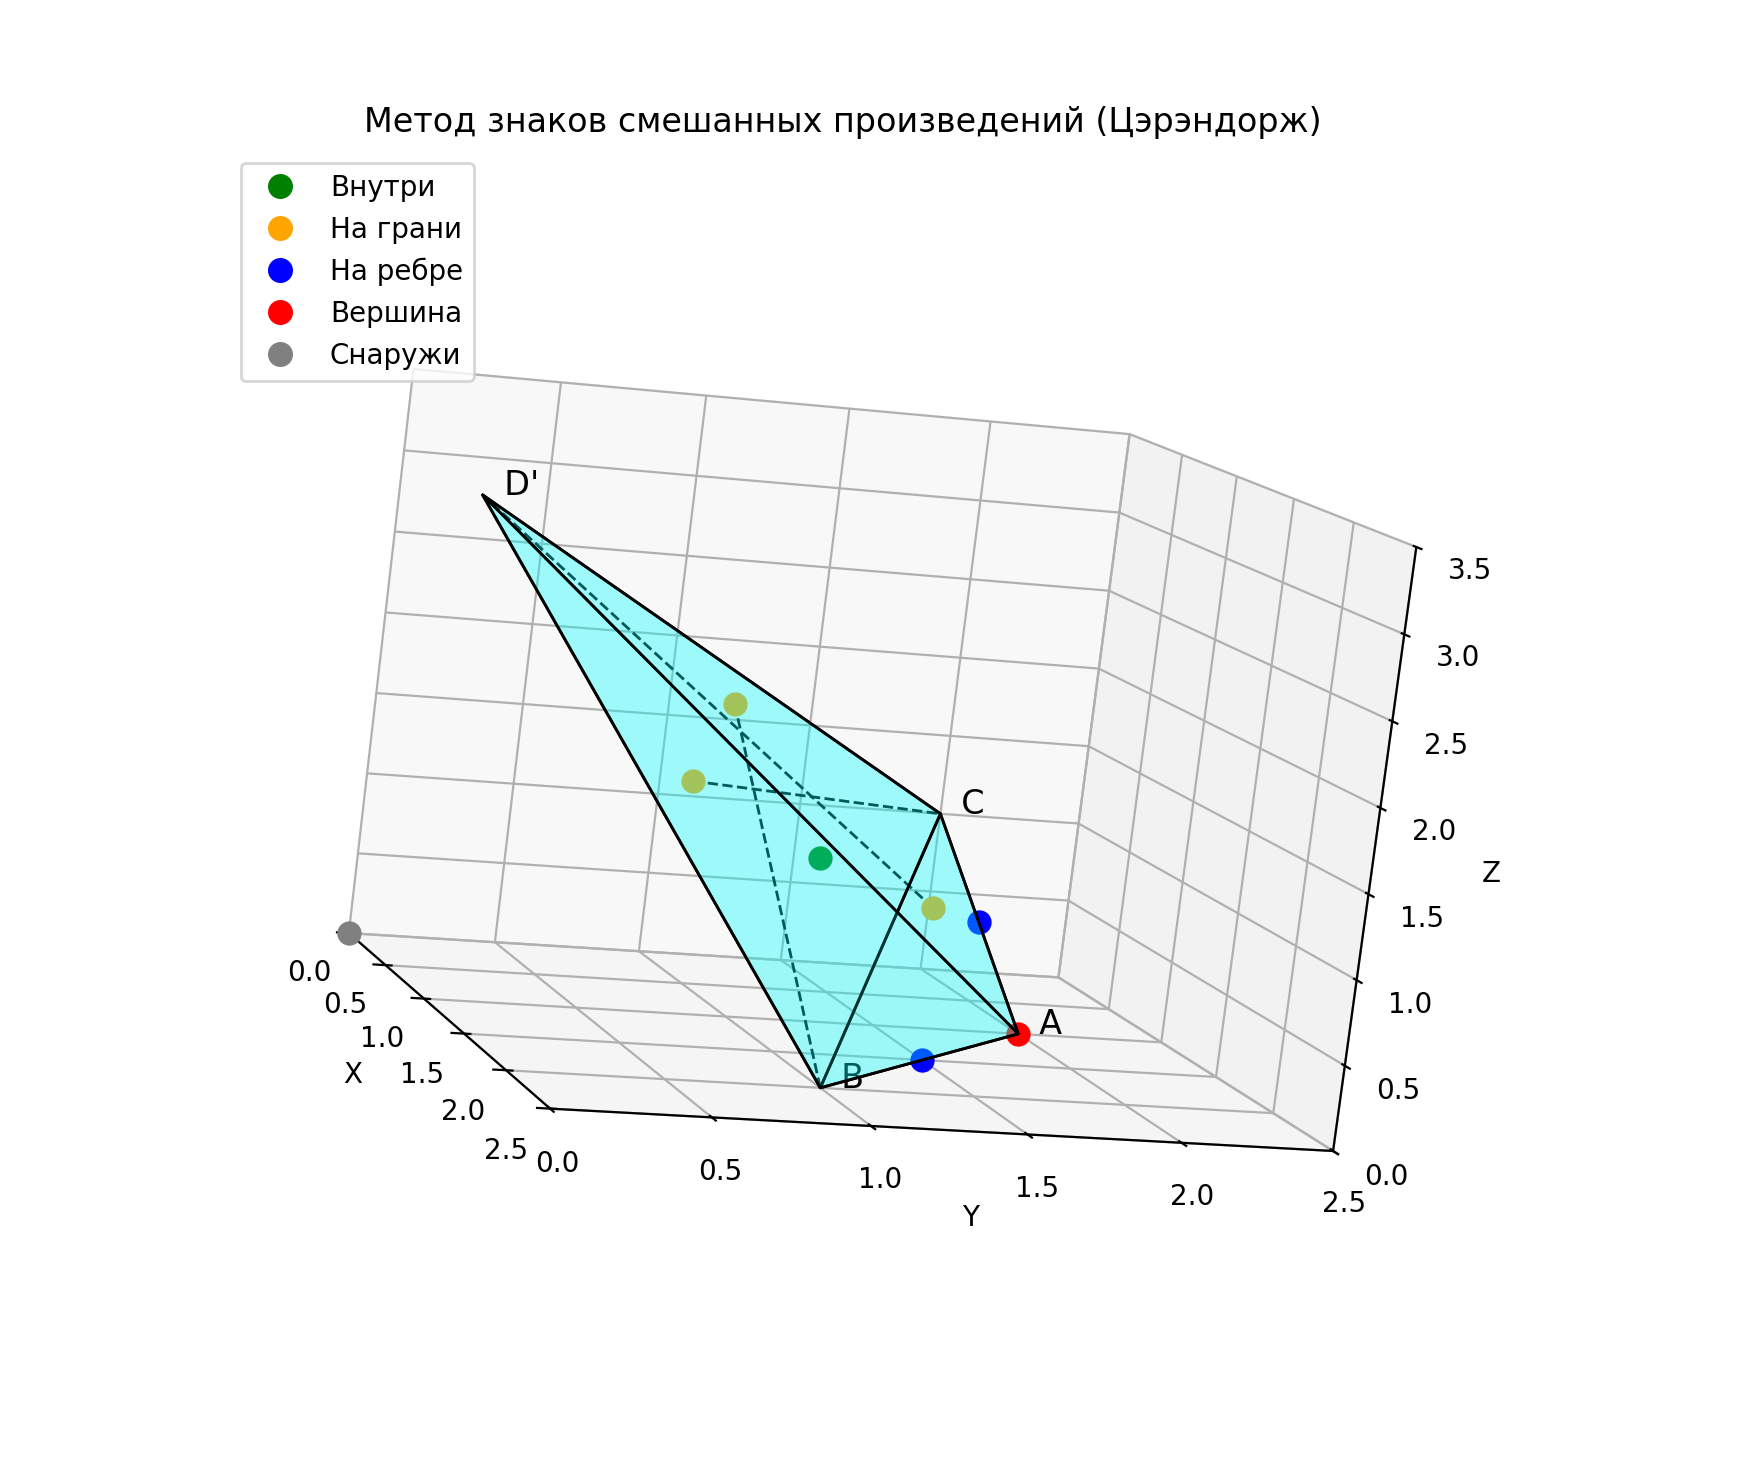 Метод знаков смешанных произведений (Цэрэндорж)
Внутри
На грани
На ребре
Вершина
Снаружи
D'
C
A
B
3.5
3.0
2.5
2.0
1.5
1.0
0.5
0.0
Z
0.0
0.5
1.0
1.5
2.0
2.5
X
0.0
0.5
1.0
1.5
2.0
2.5
Y